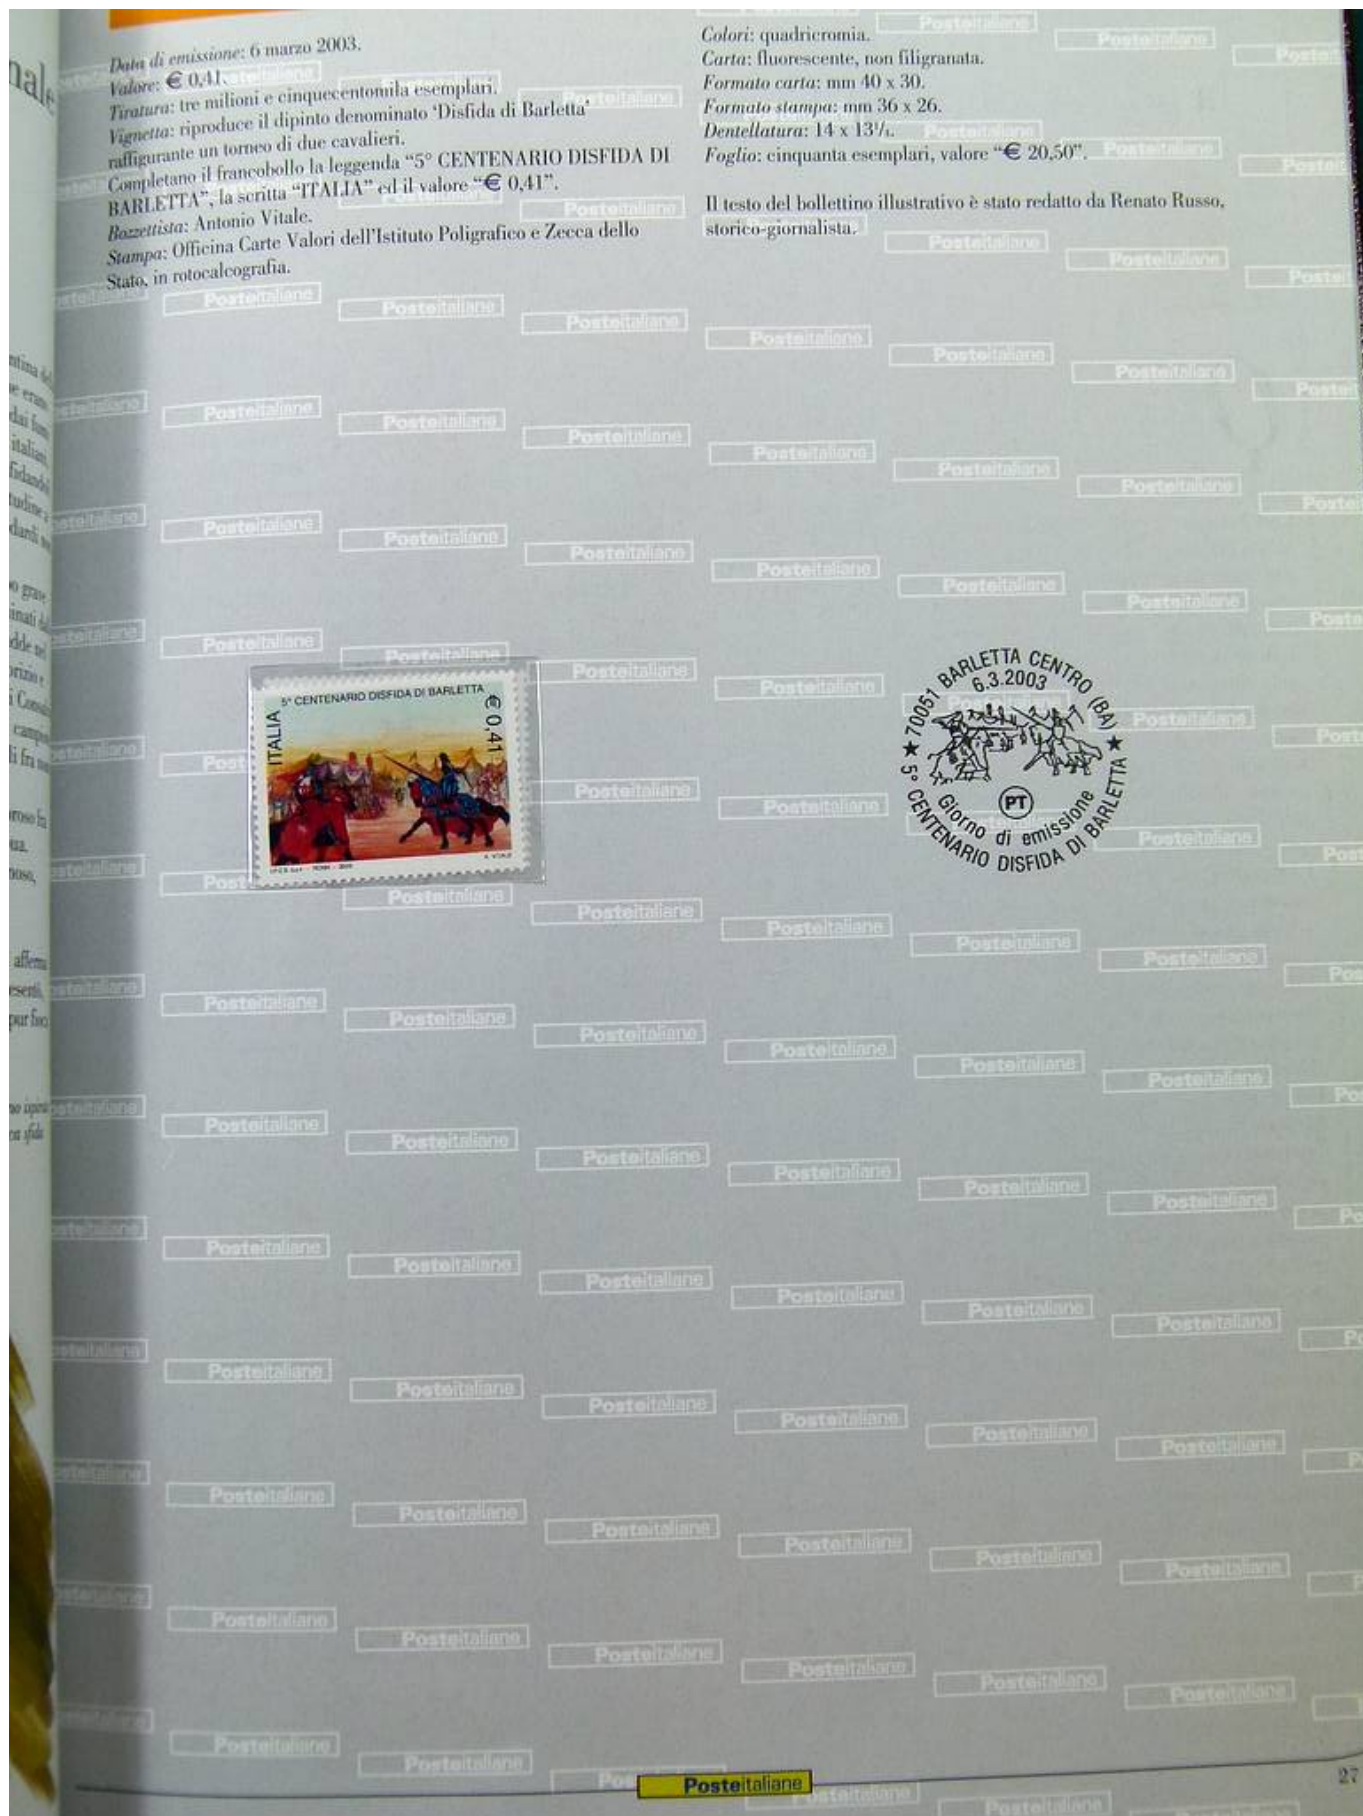 Data di emissione: 6 marzo 2003.
Valore: € 0,41.
Tiratura: tre milioni e cinquecentomila esemplari.
Vignetta: riproduce il dipinto denominato ‘Disfida di Barletta’
raffigurante un torneo di due cavalieri.
Completano il francobollo la leggenda “5° CENTENARIO DISFIDA DI
BARLETTA”, la scritta “ITALIA” ed il valore “€ 0,41”.
Bozzettista: Antonio Vitale.
Stampa: Officina Carte Valori dell’Istituto Poligrafico e Zecca dello
Stato, in rotocalcografia.
Colori: quadricromia.
Carta: fluorescente, non filigranata.
Formato carta: mm 40 x 30.
Formato stampa: mm 36 x 26.
Dentellatura: 14 x 13¼.
Foglio: cinquanta esemplari, valore “€ 20,50”.
Il testo del bollettino illustrativo è stato redatto da Renato Russo,
storico-giornalista.
5° CENTENARIO DISFIDA DI BARLETTA
ITALIA
€ 0,41
70051 BARLETTA CENTRO (BA)
6.3.2003
PT
Giorno di emissione
5° CENTENARIO DISFIDA DI BARLETTA
Posteitaliane
27